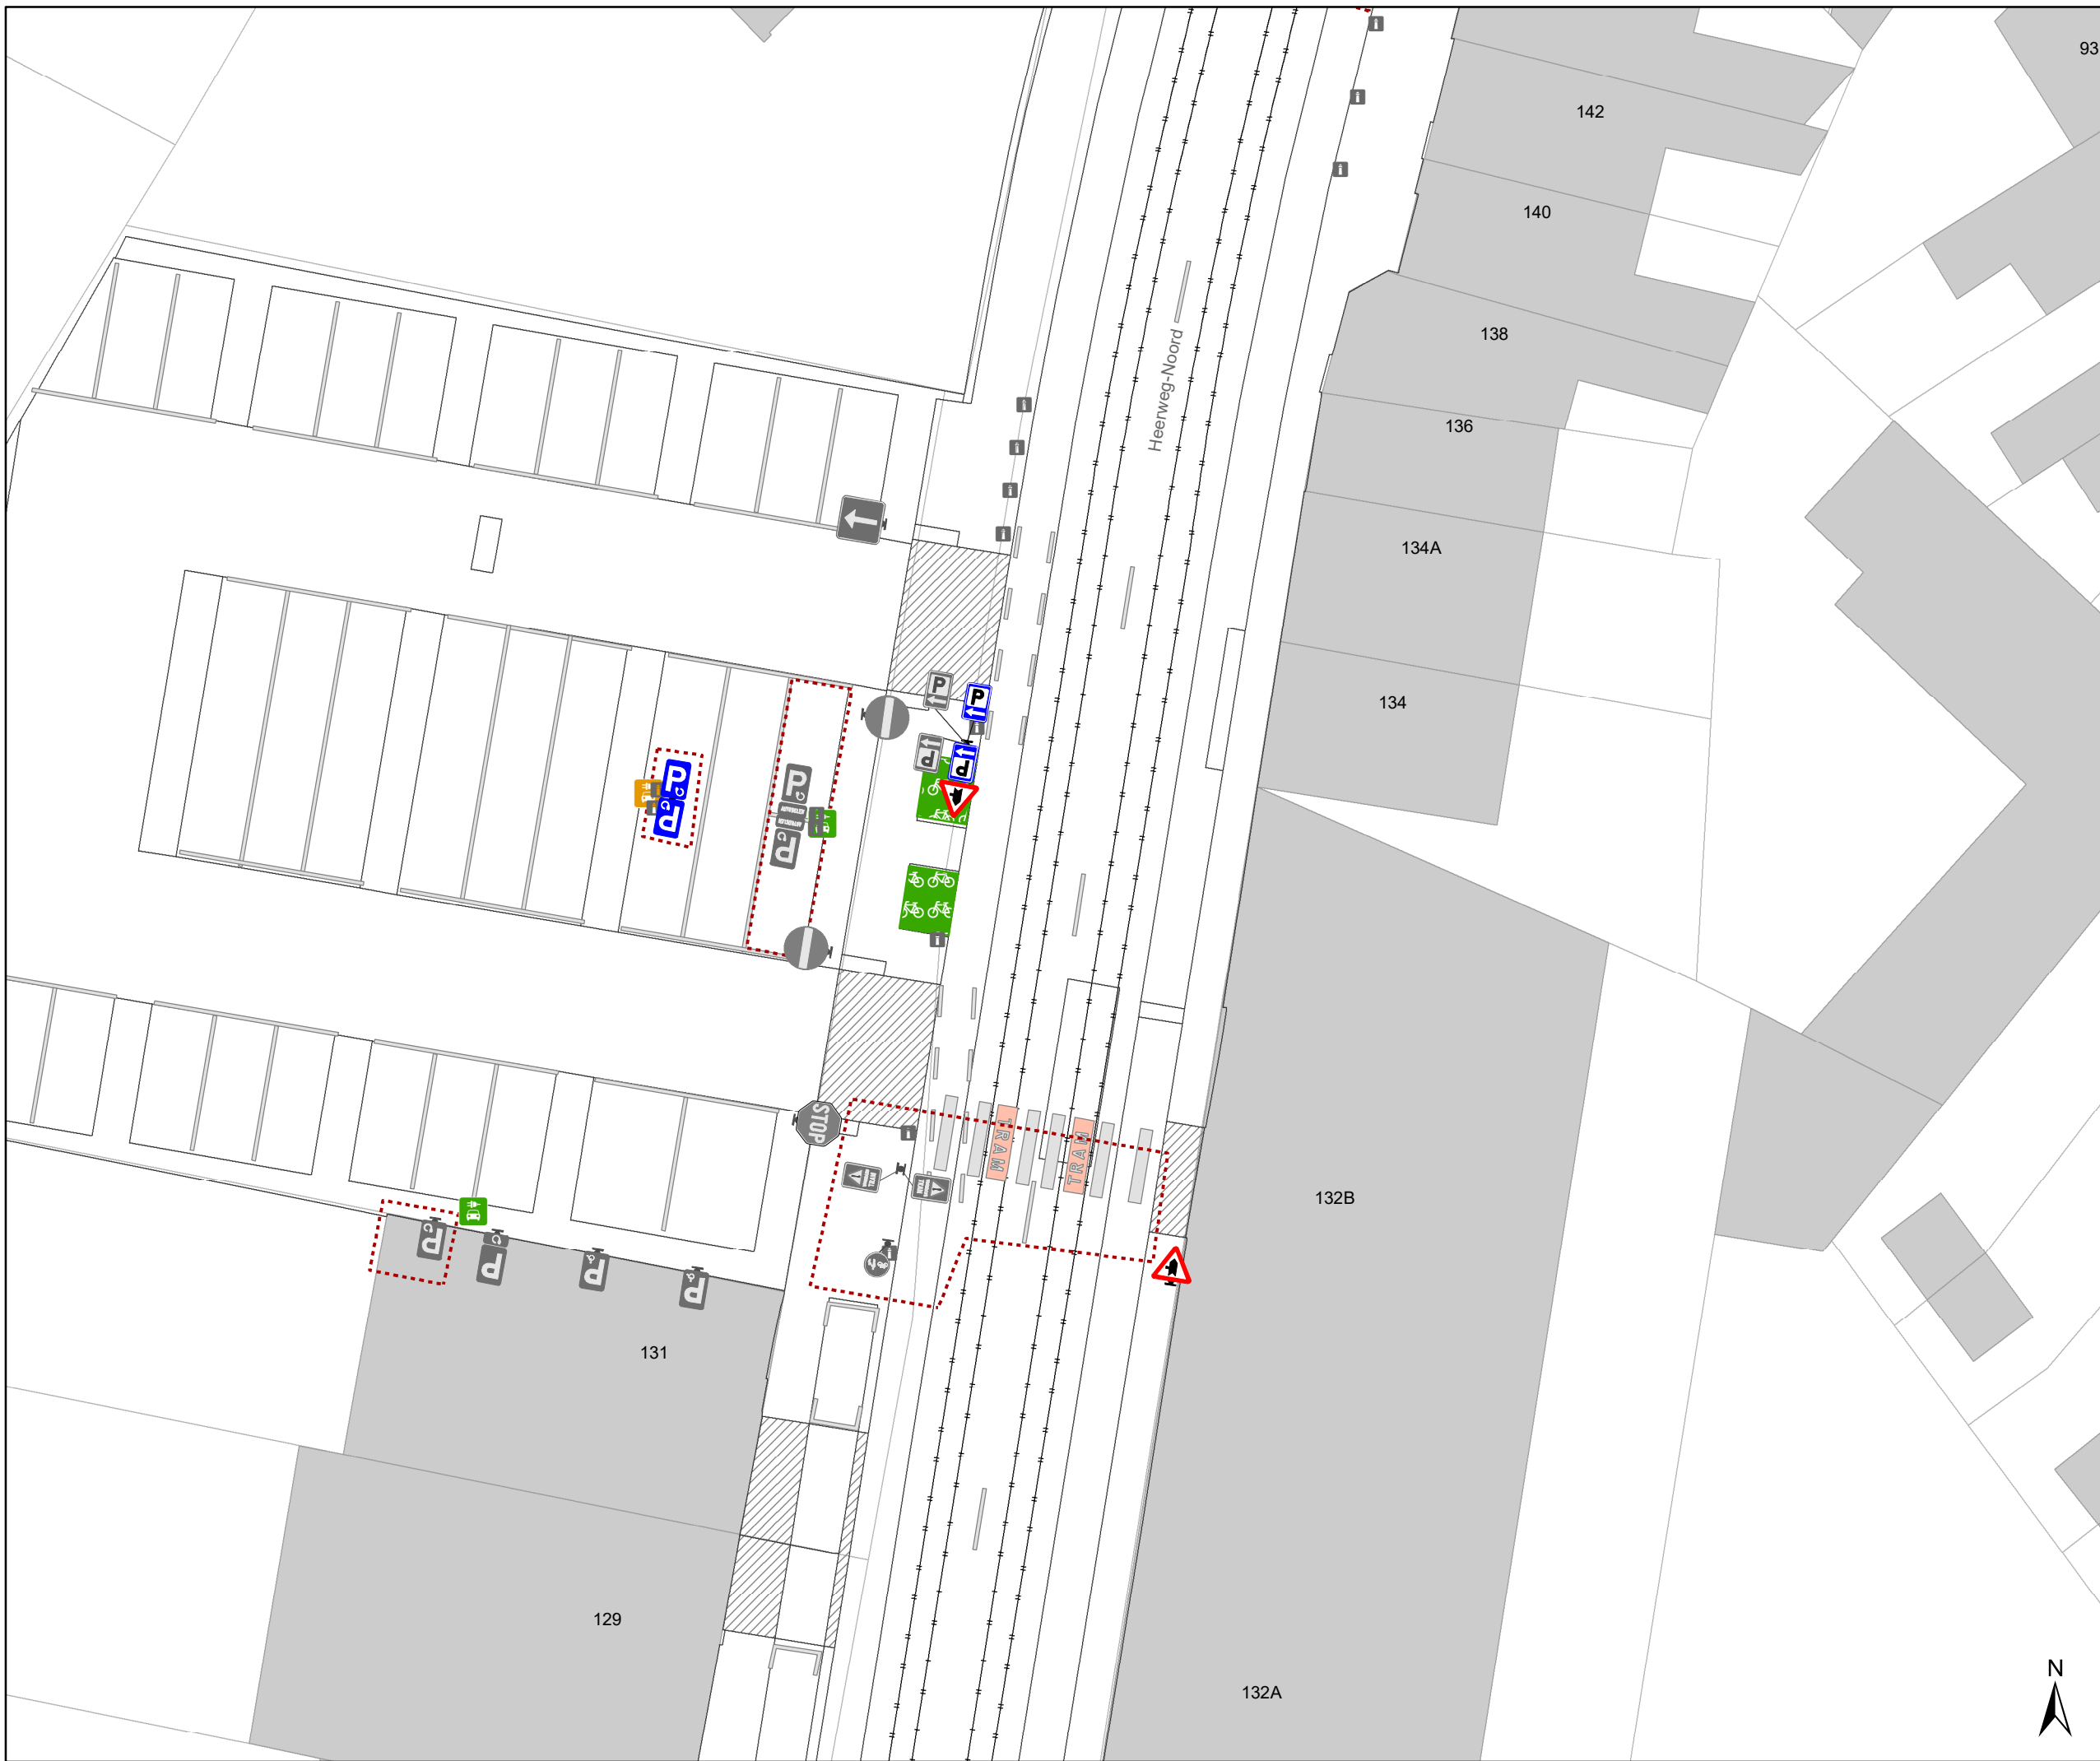 93
142
140
138
Heerweg-Noord
136
134A
134
P
P
P
P
P
P
P
P
STOP
TRAM
TRAM
132B
P
P
P
P
131
129
132A
N